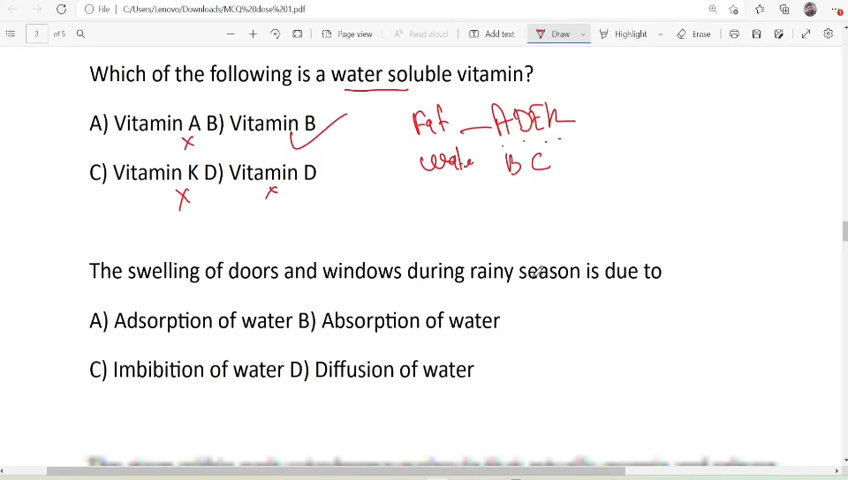 File | C:/Users/Lenovo/Downloads/MCQ%20dose%201.pdf
3 of 5 Page view Read aloud Add text Draw Highlight Erase
Which of the following is a water soluble vitamin?
A) Vitamin A B) Vitamin B
C) Vitamin K D) Vitamin D
Fat — ADEK
Water B C
The swelling of doors and windows during rainy season is due to
A) Adsorption of water B) Absorption of water
C) Imbibition of water D) Diffusion of water